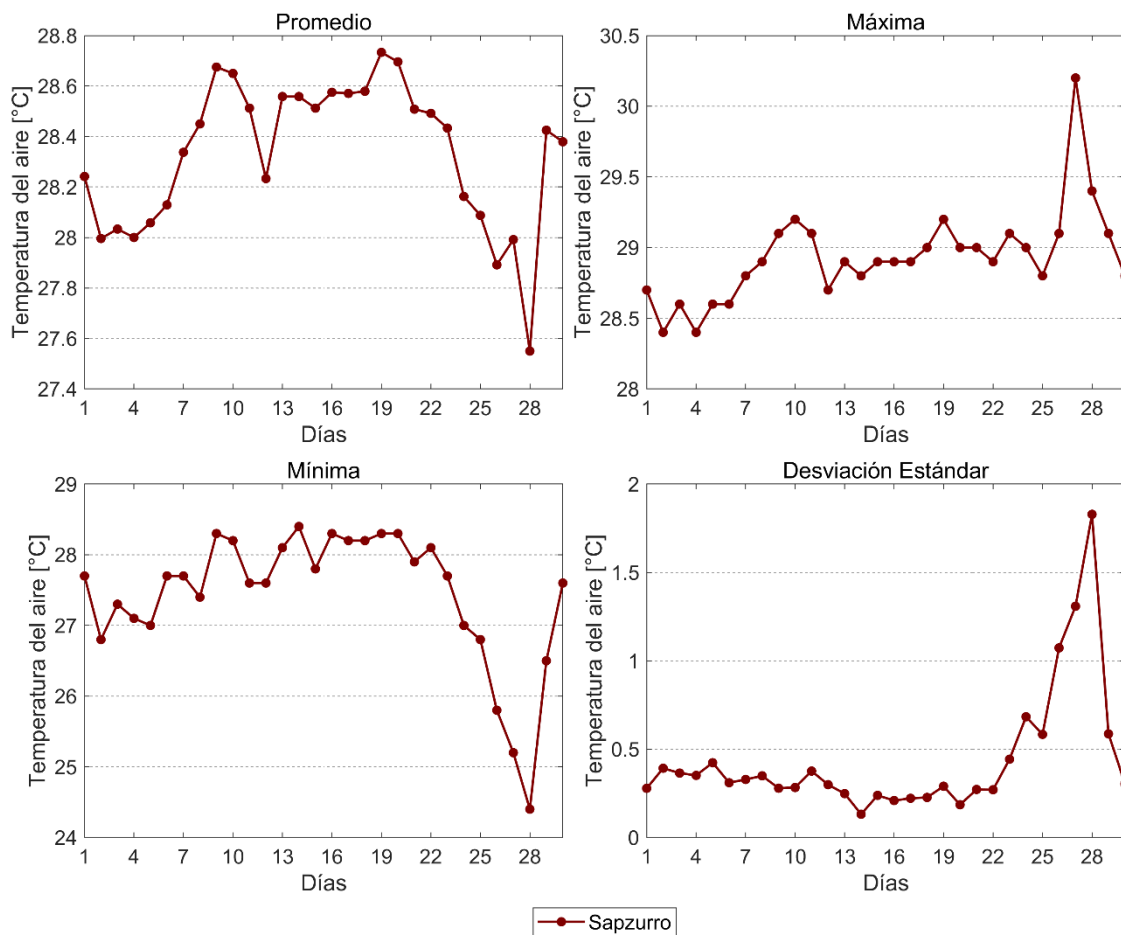 Promedio
Temperatura del aire [°C]
28.8
28.6
28.4
28.2
28
27.8
27.6
27.4
1 4 7 10 13 16 19 22 25 28
Días
Máxima
Temperatura del aire [°C]
30.5
30
29.5
29
28.5
28
1 4 7 10 13 16 19 22 25 28
Días
Mínima
Temperatura del aire [°C]
29
28
27
26
25
24
1 4 7 10 13 16 19 22 25 28
Días
Desviación Estándar
Temperatura del aire [°C]
2
1.5
1
0.5
0
1 4 7 10 13 16 19 22 25 28
Días
Sapzurro